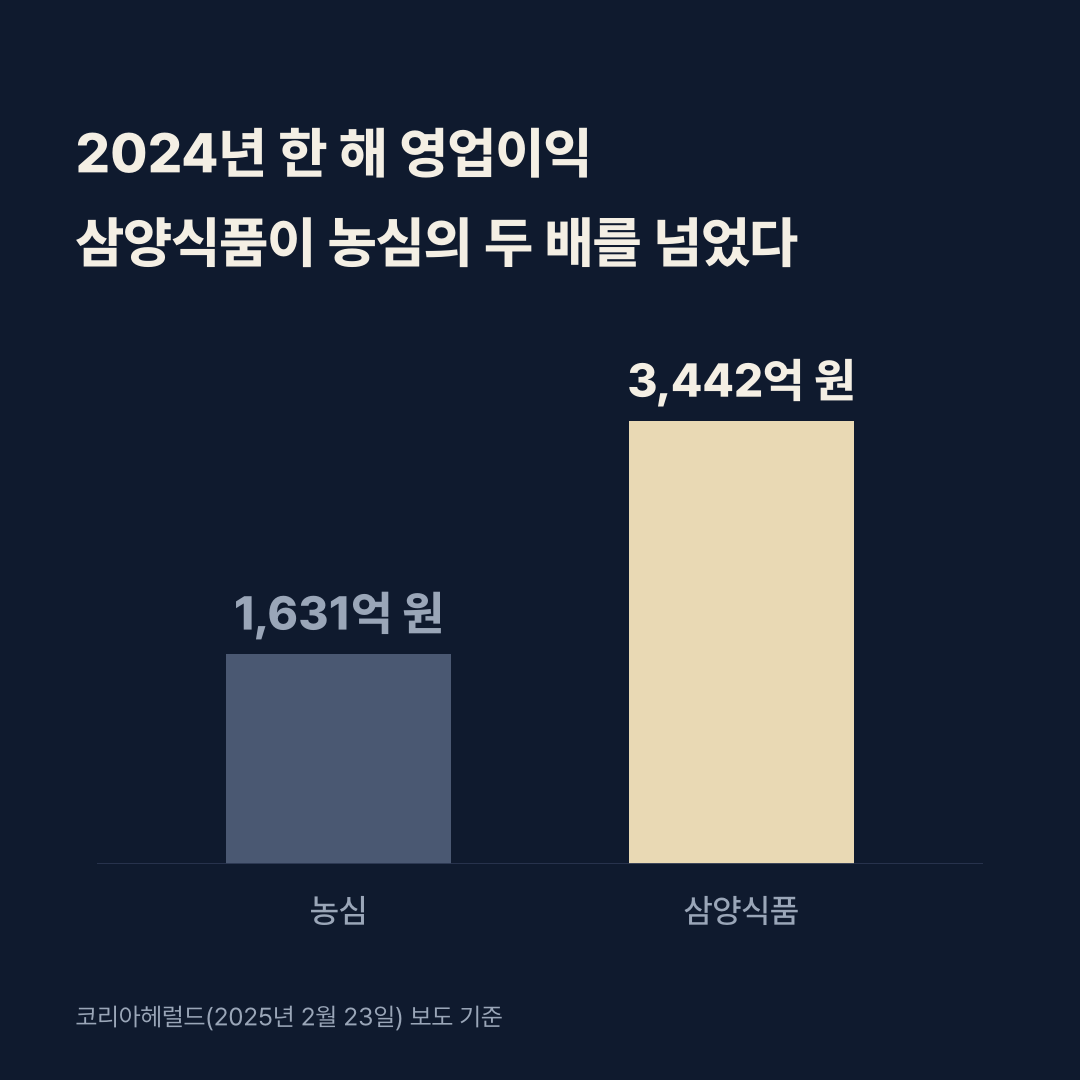 2024년 한 해 영업이익
삼양식품이 농심의 두 배를 넘었다
3,442억 원
1,631억 원
농심
삼양식품
코리아헤럴드(2025년 2월 23일) 보도 기준